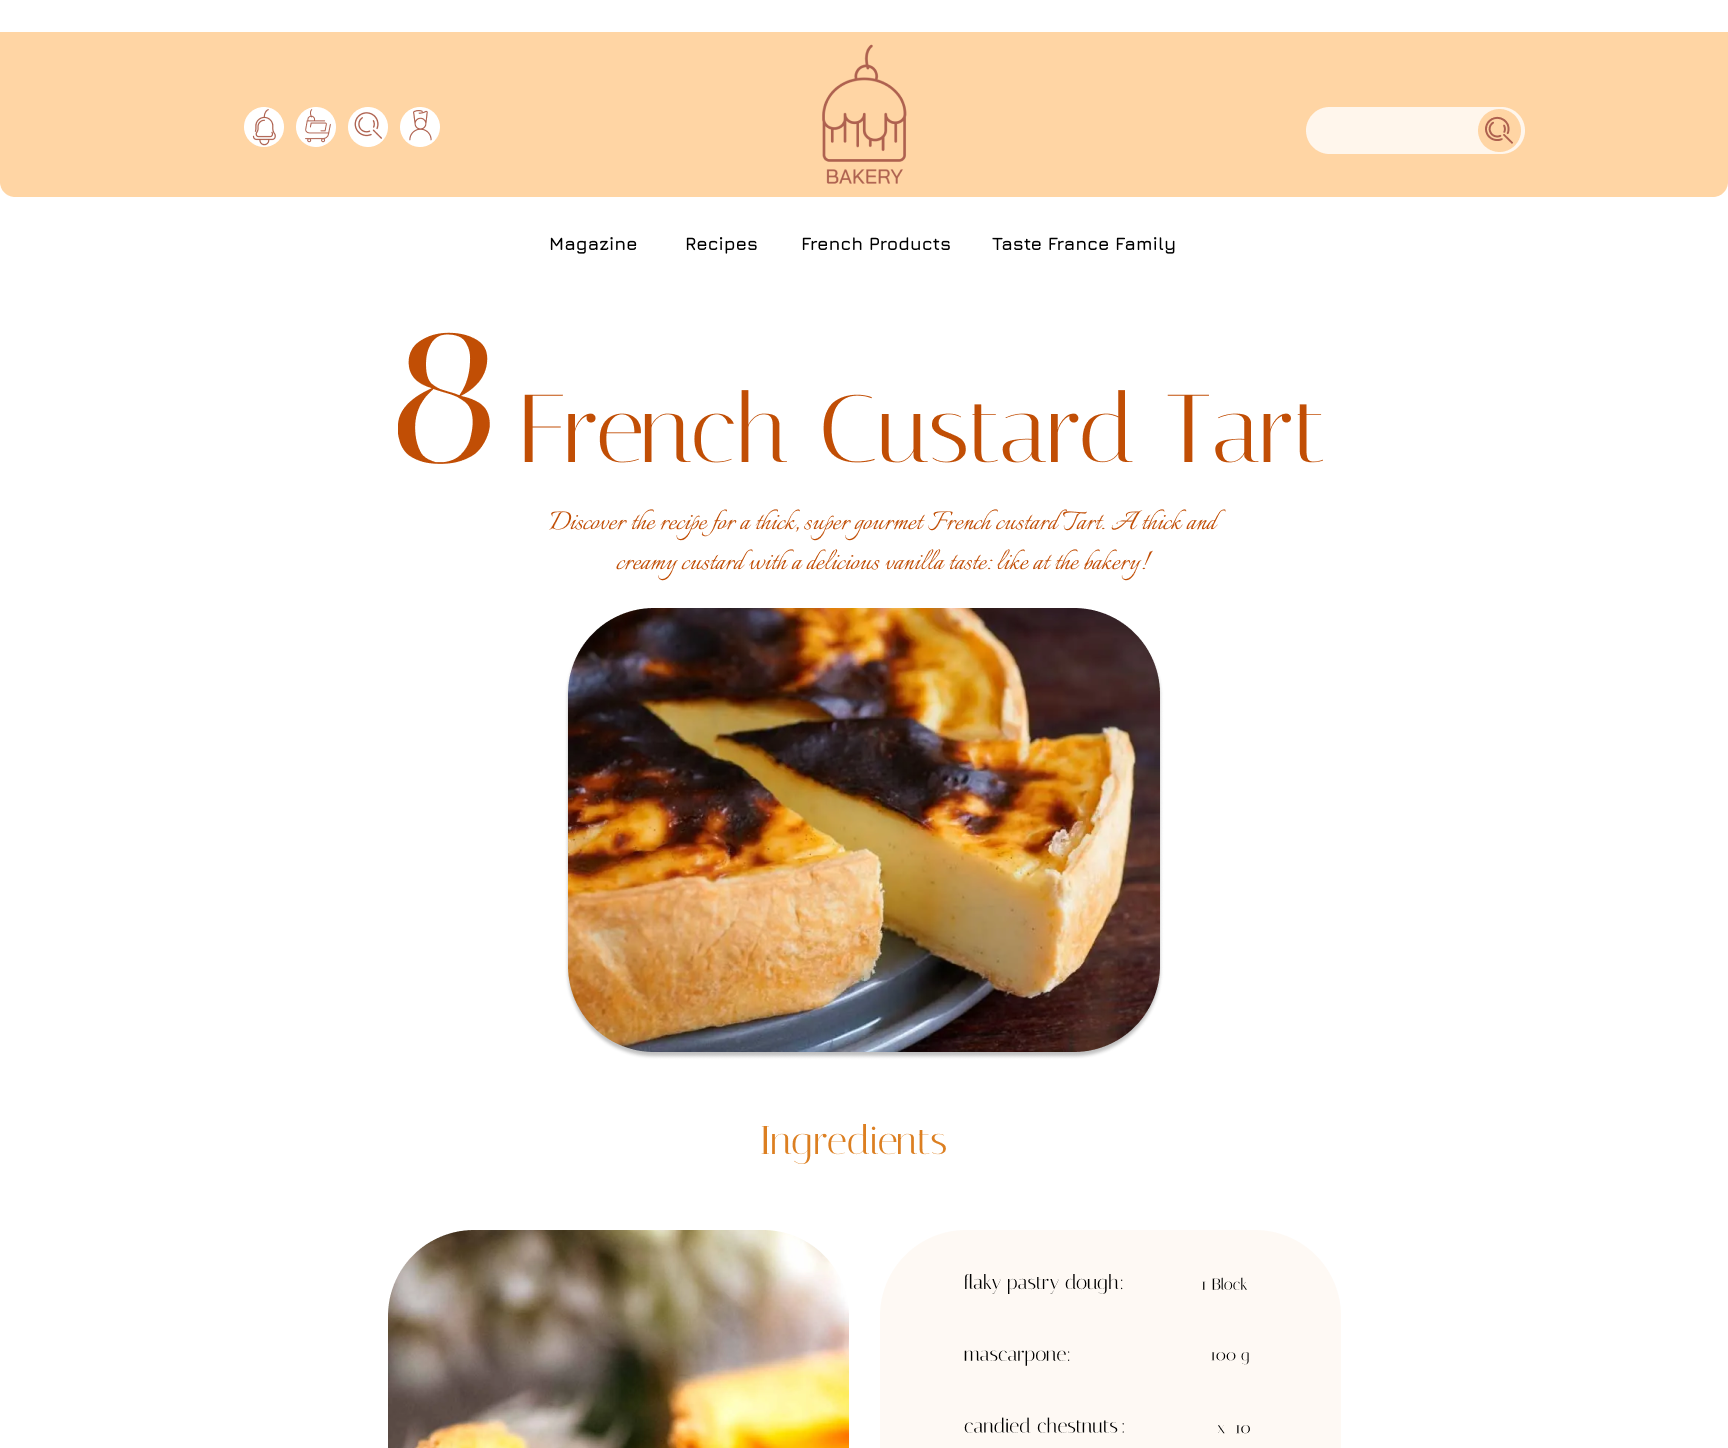 BAKERY
Magazine Recipes French Products Taste France Family
8 French Custard Tart
Discover the recipe for a thick, super gourmet French custard Tart. A thick and
creamy custard with a delicious vanilla taste: like at the bakery!
Ingredients
flaky pastry dough: 1 Block
mascarpone: 100 g
candied chestnuts : x 10